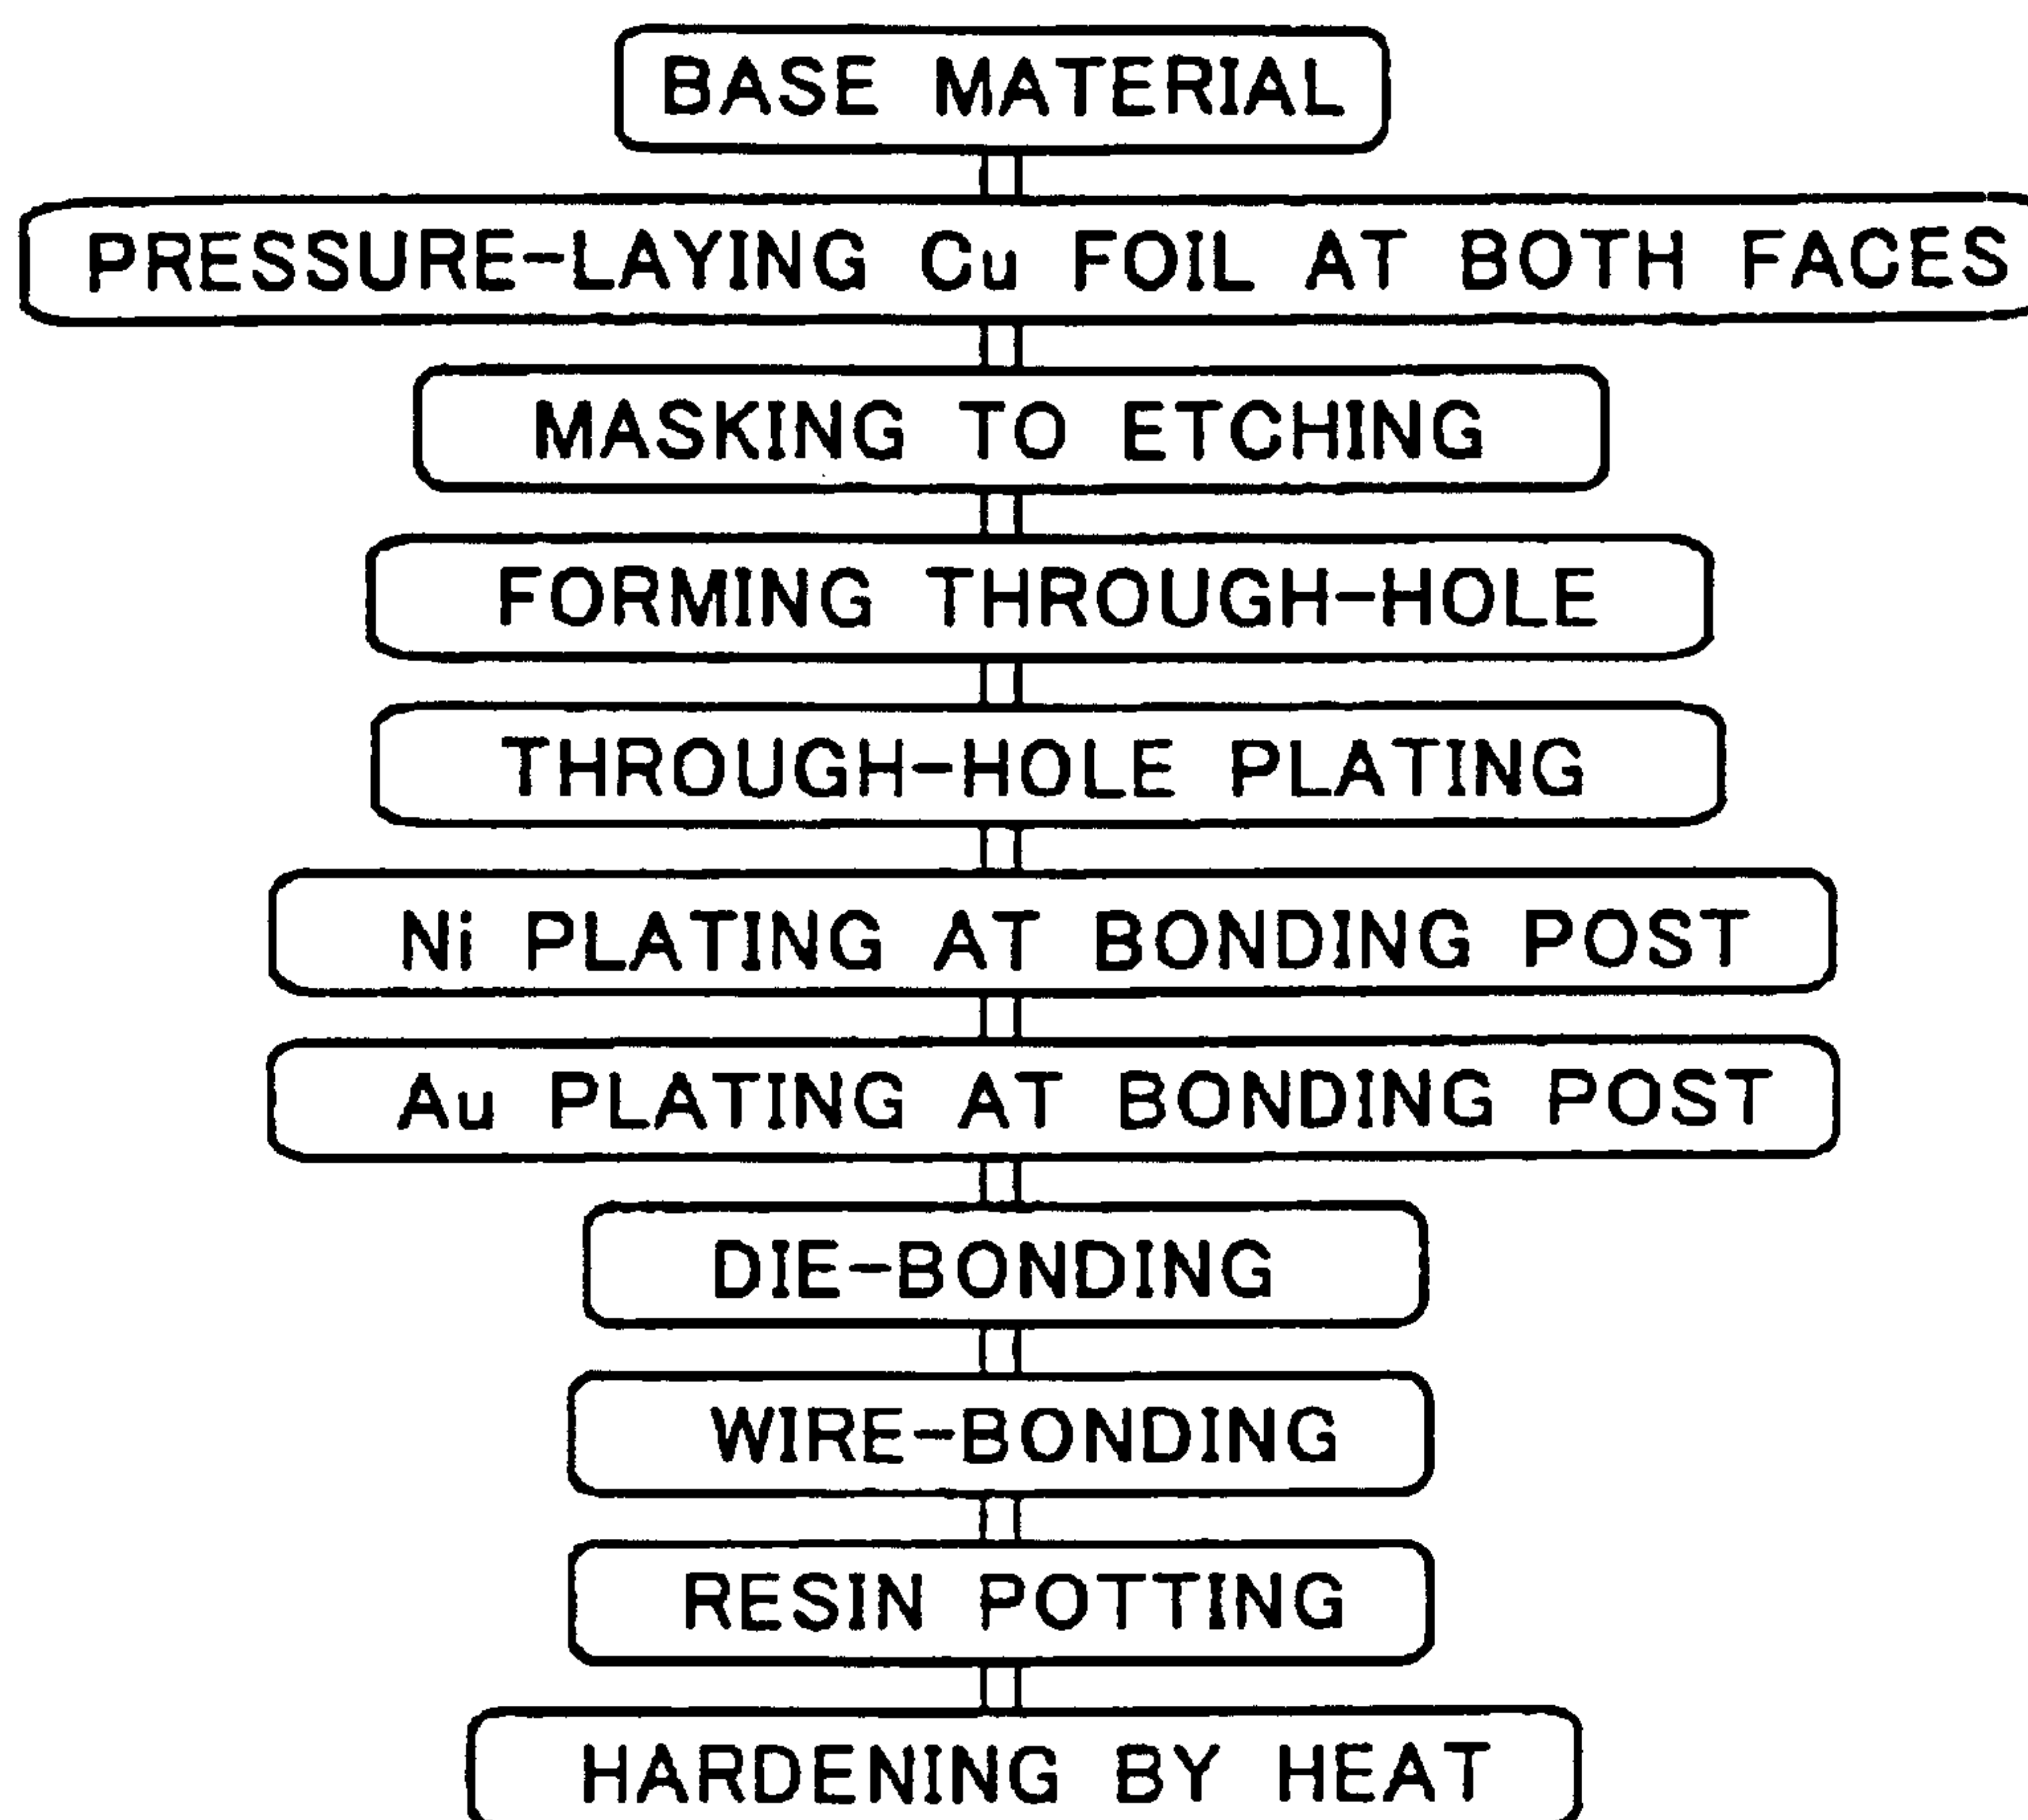 BASE MATERIAL
PRESSURE-LAYING Cu FOIL AT BOTH FACES
MASKING TO ETCHING
FORMING THROUGH-HOLE
THROUGH-HOLE PLATING
Ni PLATING AT BONDING POST
Au PLATING AT BONDING POST
DIE-BONDING
WIRE-BONDING
RESIN POTTING
HARDENING BY HEAT